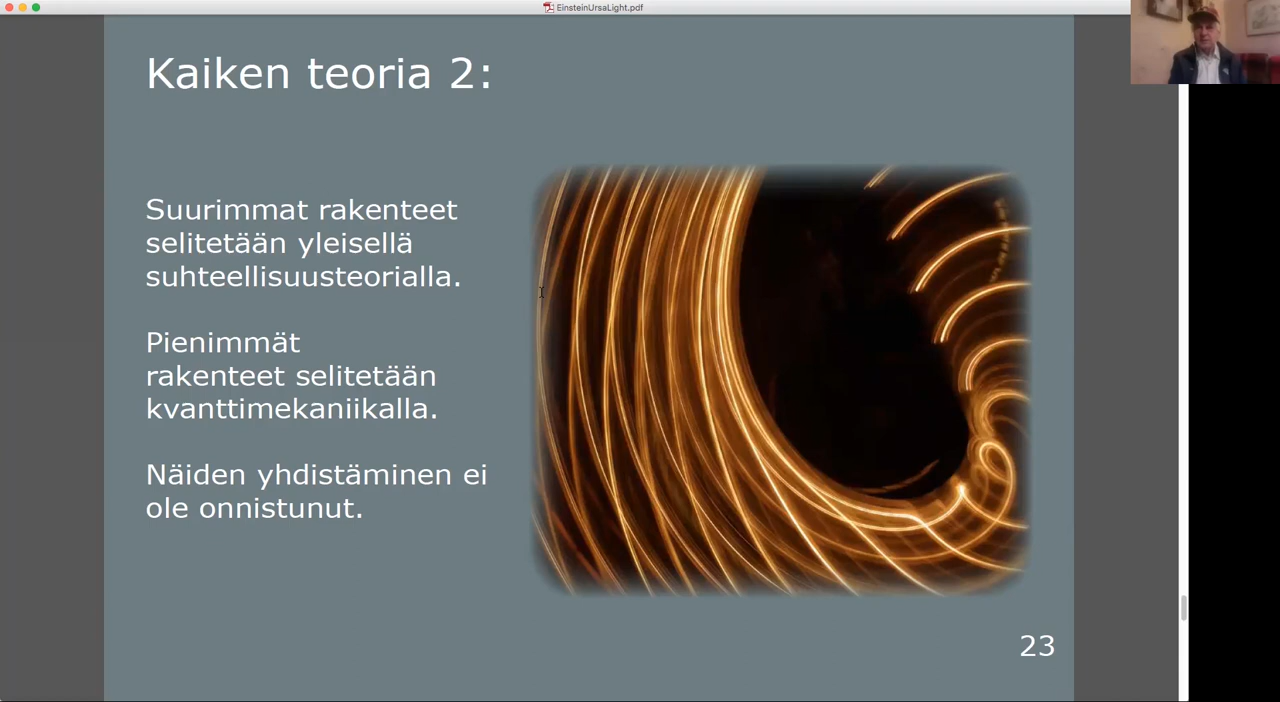 EinsteinUrsaLight.pdf
Kaiken teoria 2:
Suurimmat rakenteet
selitetään yleisellä
suhteellisuusteorialla.
Pienimmät
rakenteet selitetään
kvanttimekaniikalla.
Näiden yhdistäminen ei
ole onnistunut.
23